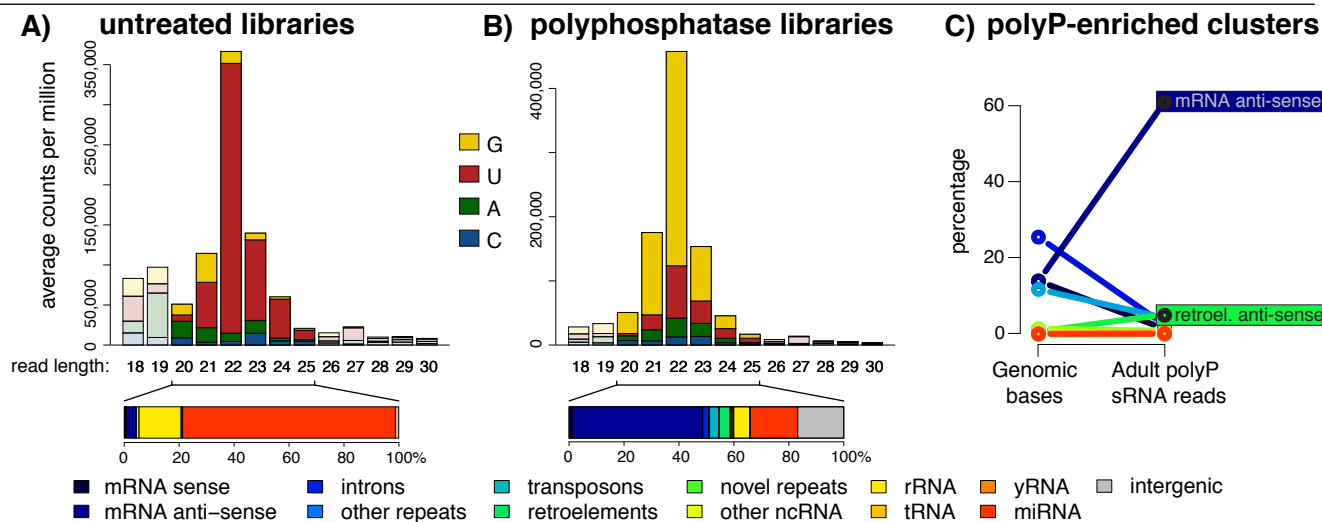 A) untreated libraries
average counts per million
350,000
250,000
150,000
50,000
0
read length: 18 19 20 21 22 23 24 25 26 27 28 29 30
0 20 40 60 80 100%
G
U
A
C
B) polyphosphatase libraries
400,000
200,000
0
18 19 20 21 22 23 24 25 26 27 28 29 30
0 20 40 60 80 100%
C) polyP-enriched clusters
percentage
60
40
20
0
mRNA anti-sense
retroel. anti-sense
Genomic bases
Adult polyP sRNA reads
mRNA sense
introns
transposons
novel repeats
rRNA
yRNA
intergenic
mRNA anti−sense
other repeats
retroelements
other ncRNA
tRNA
miRNA